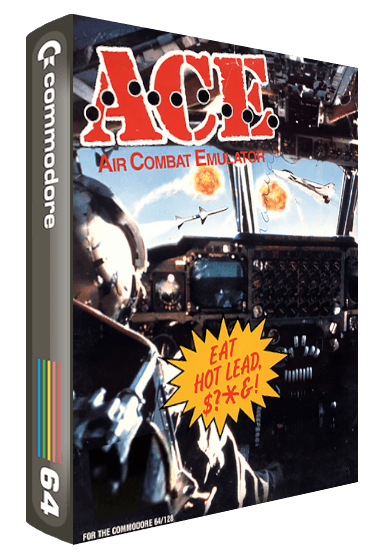 commodore
64
ACE
AIR COMBAT EMULATOR
EAT
HOT LEAD,
$?*&!
FOR THE COMMODORE 64/128